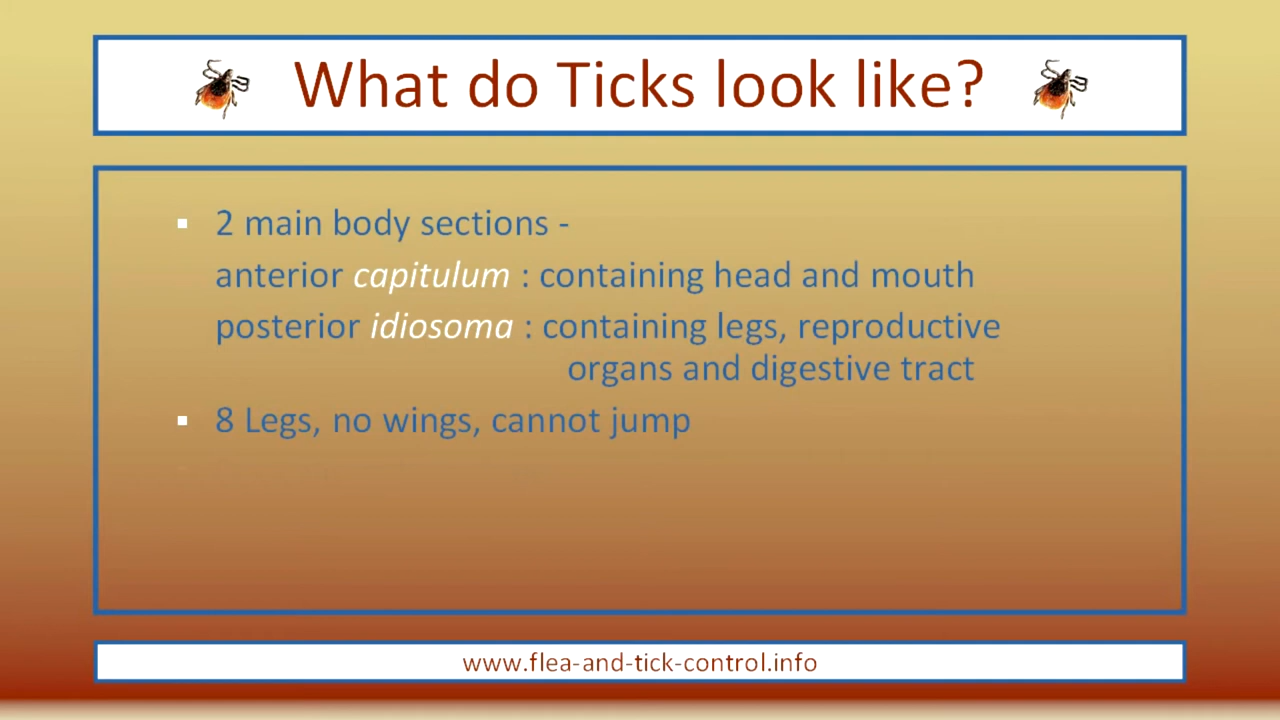 What do Ticks look like?
▪ 2 main body sections -
anterior capitulum : containing head and mouth
posterior idiosoma : containing legs, reproductive
organs and digestive tract
▪ 8 Legs, no wings, cannot jump
www.flea-and-tick-control.info